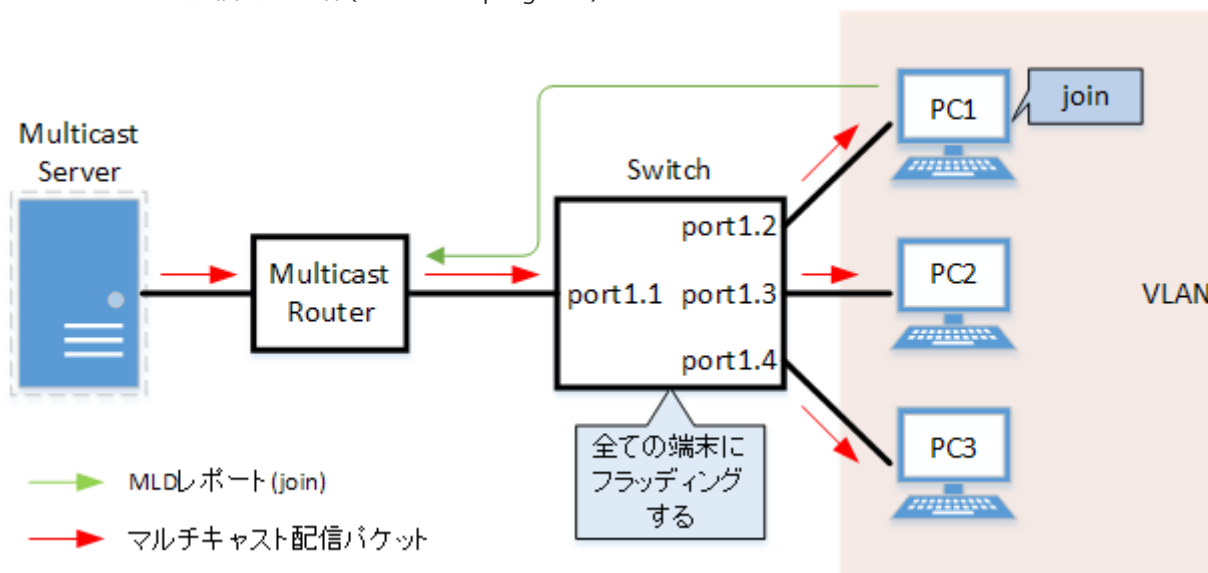 PC1
join
Multicast
Server
Switch
port1.2
Multicast
Router
port1.1
port1.3
PC2
VLAN
port1.4
全ての端末に
フラッディング
する
PC3
MLDレポート(join)
マルチキャスト配信パケット